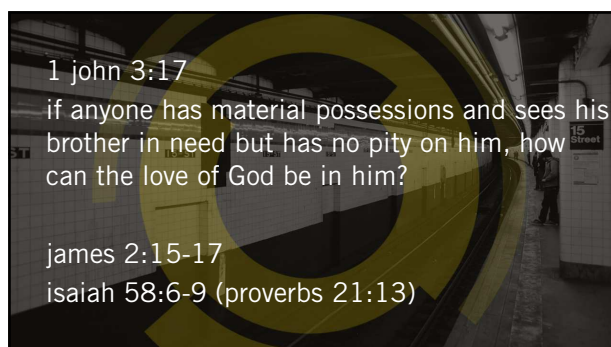 1 john 3:17
if anyone has material possessions and sees his
brother in need but has no pity on him, how
can the love of God be in him?
james 2:15-17
isaiah 58:6-9 (proverbs 21:13)
15
Street